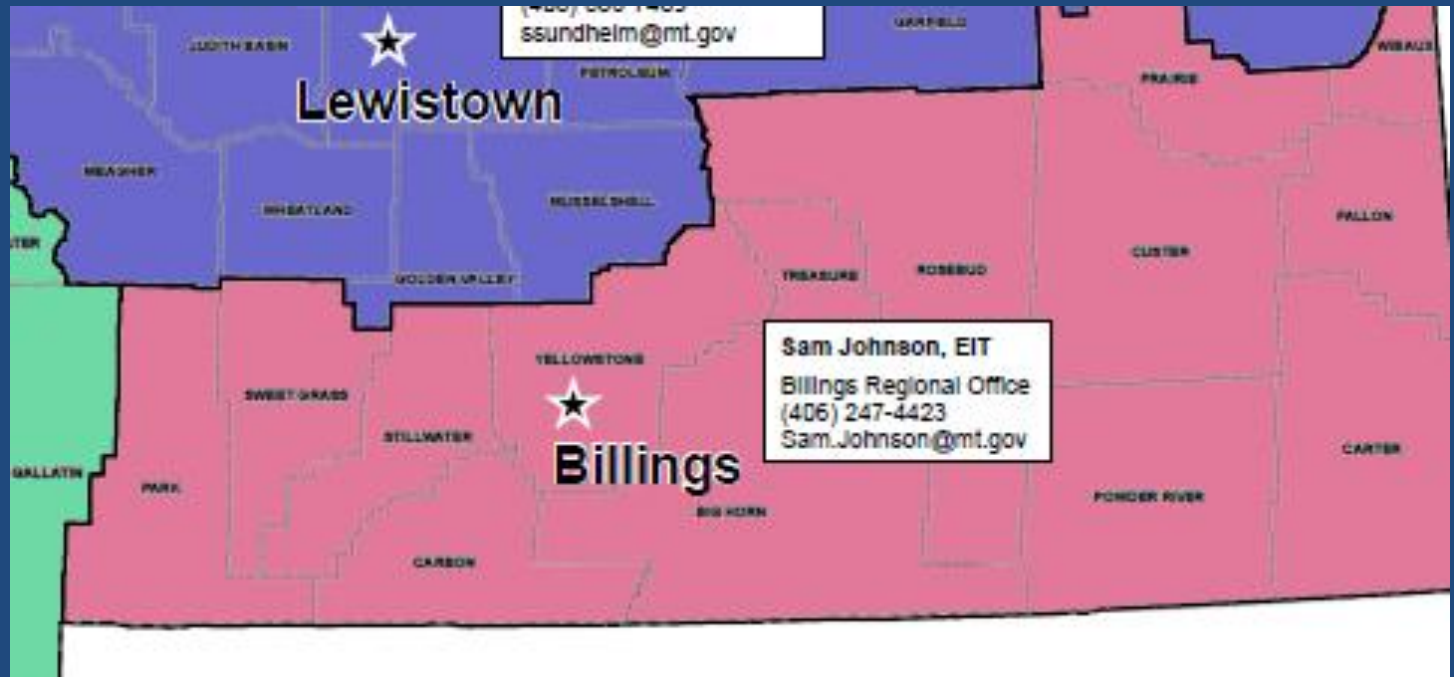 ssundhelm@mt.gov
GARFIELD
JUDITH BASIN
WIBAUX
PETROLEUM
PRAIRIE
Lewistown
MEAGHER
WHEATLAND
MUSSELSHELL
FALLON
CUSTER
GOLDEN VALLEY
TREASURE
ROSEBUD
Sam Johnson, EIT
Billings Regional Office
(406) 247-4423
Sam.Johnson@mt.gov
YELLOWSTONE
SWEET GRASS
STILLWATER
Billings
CARTER
GALLATIN
PARK
POWDER RIVER
BIG HORN
CARBON